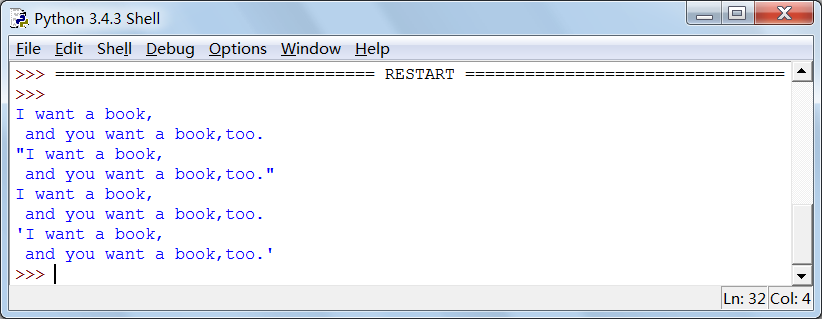 Python 3.4.3 Shell
File Edit Shell Debug Options Window Help
>>> ================================ RESTART ================================
>>>
I want a book,
 and you want a book,too.
"I want a book,
 and you want a book,too."
I want a book,
 and you want a book,too.
'I want a book,
 and you want a book,too.'
>>>
Ln: 32 Col: 4